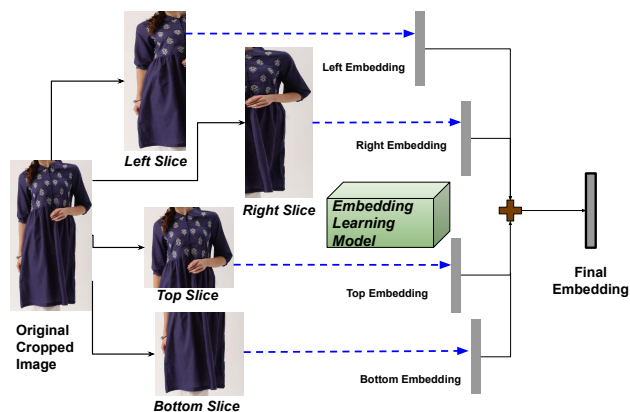 Left Embedding
Left Slice
Right Embedding
Right Slice
Embedding
Learning
Model
Final
Embedding
Top Slice
Top Embedding
Original
Cropped
Image
Bottom Embedding
Bottom Slice